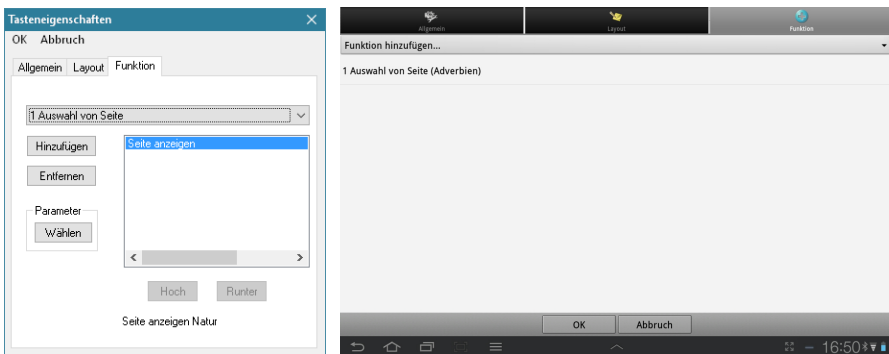 Tasteneigenschaften
OK Abbruch
Allgemein Layout Funktion
1 Auswahl von Seite
Hinzufügen
Seite anzeigen
Entfernen
Parameter
Wählen
Hoch Runter
Seite anzeigen Natur
Allgemein Layout Funktion
Funktion hinzufügen...
1 Auswahl von Seite (Adverbien)
OK Abbruch
16:50